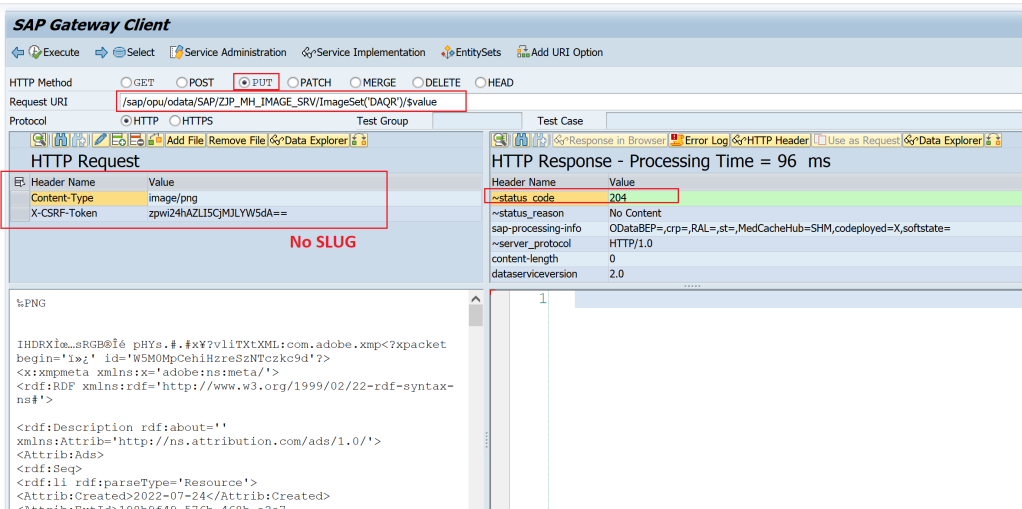 SAP Gateway Client
Execute Select Service Administration Service Implementation EntitySets Add URI Option
HTTP Method GET POST PUT PATCH MERGE DELETE HEAD
Request URI /sap/opu/odata/SAP/ZJP_MH_IMAGE_SRV/ImageSet('DAQR')/$value
Protocol HTTP HTTPS Test Group Test Case
Add File Remove File Data Explorer
HTTP Request
Header Name Value
Content-Type image/png
X-CSRF-Token zpwi24hAZLI5CjMJLYW5dA==
No SLUG
Response in Browser Error Log HTTP Header Use as Request Data Explorer
HTTP Response - Processing Time = 96 ms
Header Name Value
~status_code 204
~status_reason No Content
sap-processing-info ODataBEP=,crp=,RAL=,st=,MedCacheHub=SHM,codeployed=X,softstate=
~server_protocol HTTP/1.0
content-length 0
dataserviceversion 2.0
‰PNG
IHDRXÌœ…sRGB®Îé pHYs.#.#x¥?vliTXtXML:com.adobe.xmp<?xpacket
begin='ï»¿' id='W5M0MpCehiHzreSzNTczkc9d'?>
<x:xmpmeta xmlns:x='adobe:ns:meta/'>
<rdf:RDF xmlns:rdf='http://www.w3.org/1999/02/22-rdf-syntax-
ns#'>
<rdf:Description rdf:about=''
xmlns:Attrib='http://ns.attribution.com/ads/1.0/'>
<Attrib:Ads>
<rdf:Seq>
<rdf:li rdf:parseType='Resource'>
<Attrib:Created>2022-07-24</Attrib:Created>
1